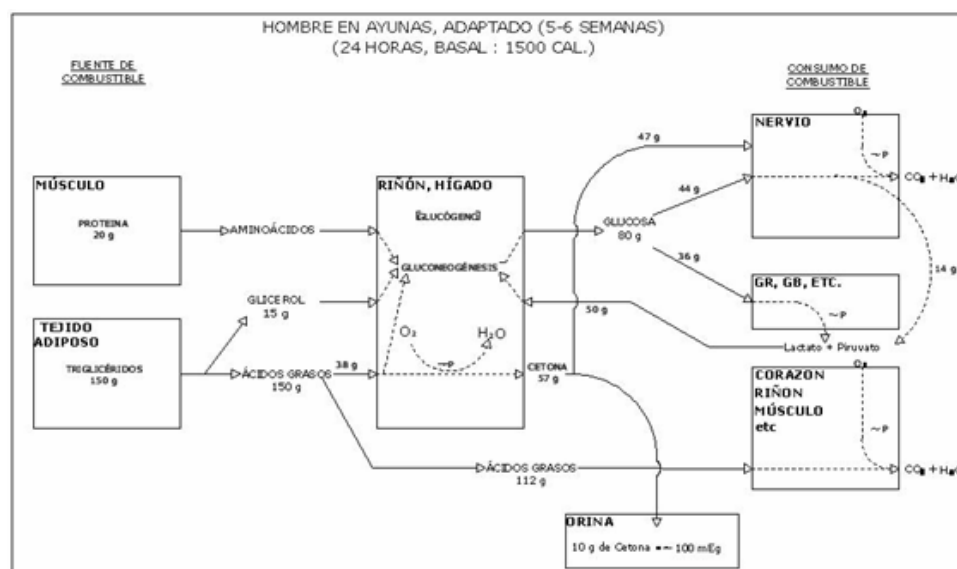 HOMBRE EN AYUNAS, ADAPTADO (5-6 SEMANAS)
(24 HORAS, BASAL : 1500 CAL.)
FUENTE DE
COMBUSTIBLE
CONSUMO DE
COMBUSTIBLE
MÚSCULO
PROTEINA
20 g
AMINOÁCIDOS
TEJIDO
ADIPOSO
TRIGLICÉRIDOS
150 g
GLICEROL
15 g
ÁCIDOS GRASOS
150 g
38 g
RIÑÓN, HÍGADO
GLUCONEOGÉNESIS
O₂
H₂O
~P
CETONA
57 g
GLUCOSA
80 g
47 g
44 g
36 g
50 g
14 g
NERVIO
~P
GR, GB, ETC.
~P
Lactato + Piruvato
CORAZON
RIÑON
MÚSCULO
etc
~P
ÁCIDOS GRASOS
112 g
ORINA
10 g de Cetona
100 mEg